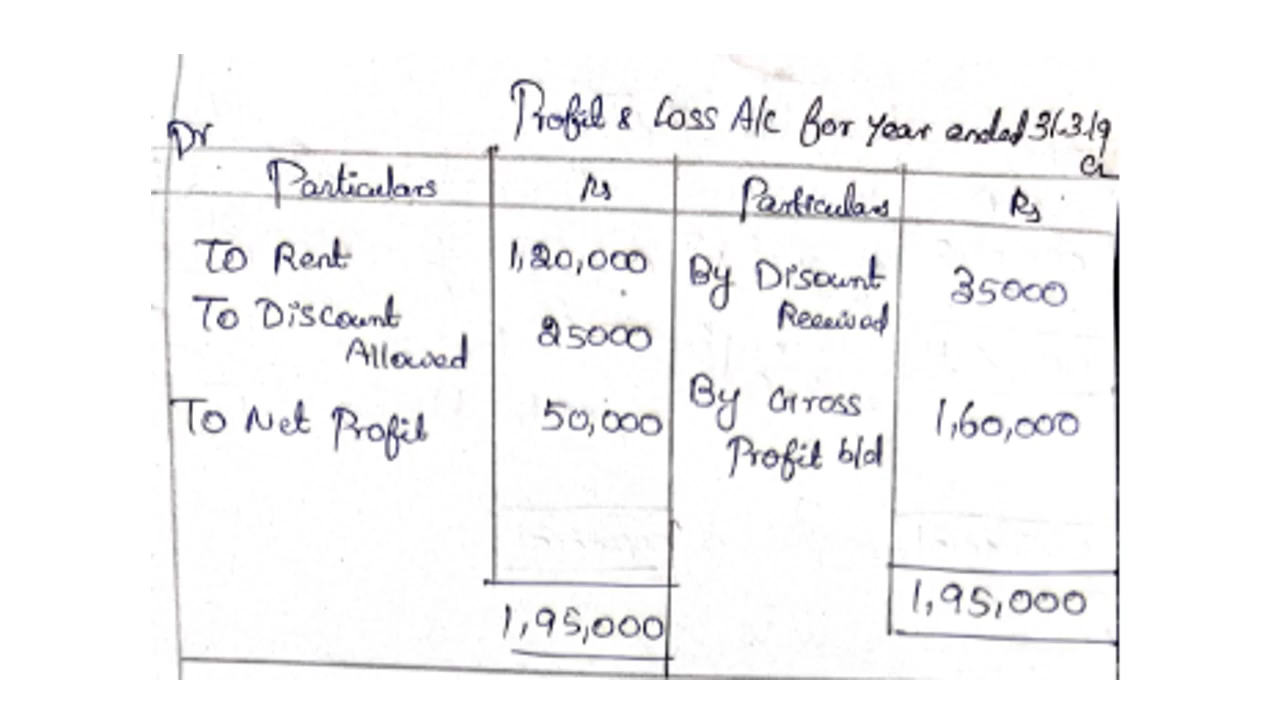 Profit & Loss A/c for year ended 31.3.19
Dr Cr
Particulars Rs Particulars Rs
To Rent 1,20,000 By Discount Received 35000
To Discount Allowed 25000
To Net Profit 50,000 By Gross Profit b/d 1,60,000
1,95,000 1,95,000